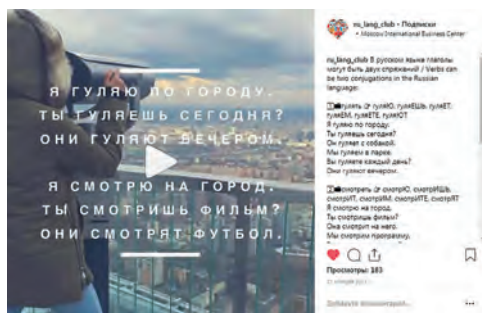 Я ГУЛЯЮ ПО ГОРОДУ.
ТЫ ГУЛЯЕШЬ СЕГОДНЯ?
ОНИ ГУЛЯЮТ ВЕЧЕРОМ.
Я СМОТРЮ НА ГОРОД.
ТЫ СМОТРИШЬ ФИЛЬМ?
ОНИ СМОТРЯТ ФУТБОЛ.
ru_lang_club • Подписки
• Moscow International Business Center
ru_lang_club В русском языке глаголы
могут быть двух спряжений / Verbs can
be two conjugations in the Russian
language:
гулять гуляЮ, гуляЕШЬ, гуляЕТ,
гуляЕМ, гуляЕТЕ, гуляЮТ
Я гуляю по городу.
Ты гуляешь сегодня?
Он гуляет с собакой.
Мы гуляем в парке.
Вы гуляете каждый день?
Они гуляют вечером.
смотреть смотрЮ, смотрИШЬ,
смотрИТ, смотрИМ, смотрИТЕ, смотрЯТ
Я смотрю на город.
Ты смотришь фильм?
Она смотрит на него.
Мы смотрим программу.
Просмотры: 183
Добавьте комментарий...